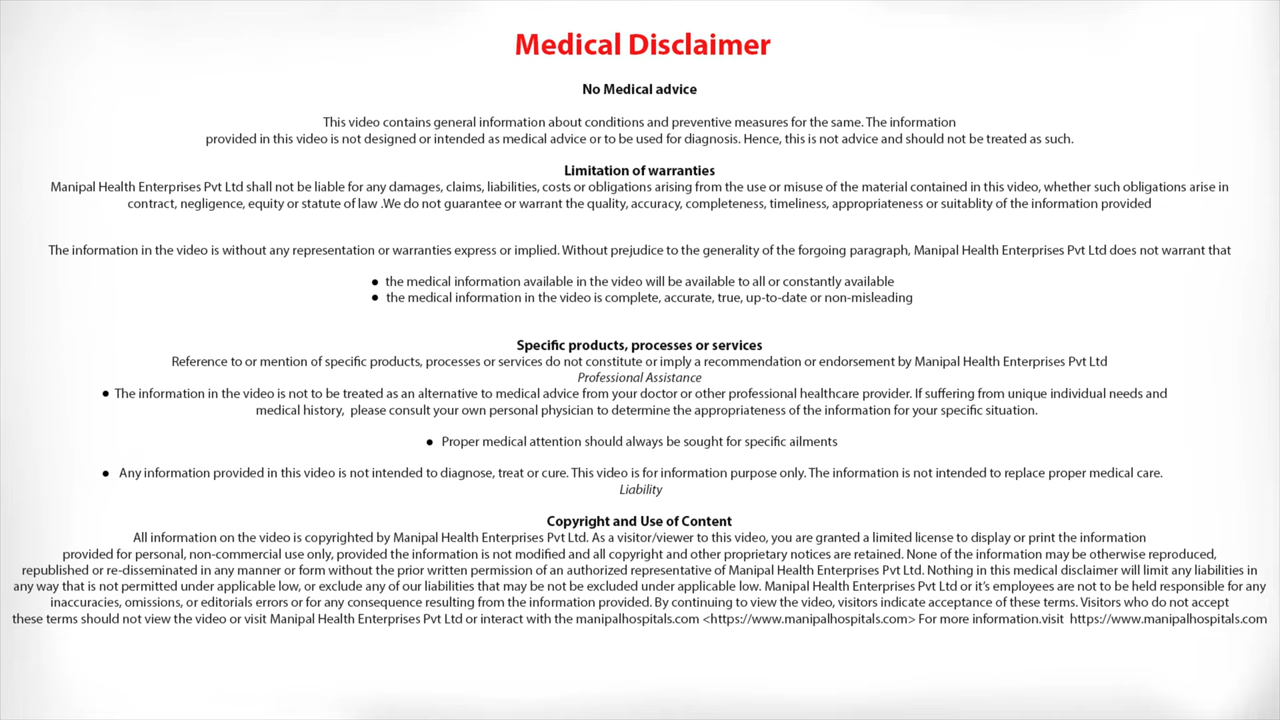 Medical Disclaimer
No Medical advice
This video contains general information about conditions and preventive measures for the same. The information
provided in this video is not designed or intended as medical advice or to be used for diagnosis. Hence, this is not advice and should not be treated as such.
Limitation of warranties
Manipal Health Enterprises Pvt Ltd shall not be liable for any damages, claims, liabilities, costs or obligations arising from the use or misuse of the material contained in this video, whether such obligations arise in
contract, negligence, equity or statute of law .We do not guarantee or warrant the quality, accuracy, completeness, timeliness, appropriateness or suitablity of the information provided
The information in the video is without any representation or warranties express or implied. Without prejudice to the generality of the forgoing paragraph, Manipal Health Enterprises Pvt Ltd does not warrant that
● the medical information available in the video will be available to all or constantly available
● the medical information in the video is complete, accurate, true, up-to-date or non-misleading
Specific products, processes or services
Reference to or mention of specific products, processes or services do not constitute or imply a recommendation or endorsement by Manipal Health Enterprises Pvt Ltd
Professional Assistance
● The information in the video is not to be treated as an alternative to medical advice from your doctor or other professional healthcare provider. If suffering from unique individual needs and
medical history, please consult your own personal physician to determine the appropriateness of the information for your specific situation.
● Proper medical attention should always be sought for specific ailments
● Any information provided in this video is not intended to diagnose, treat or cure. This video is for information purpose only. The information is not intended to replace proper medical care.
Liability
Copyright and Use of Content
All information on the video is copyrighted by Manipal Health Enterprises Pvt Ltd. As a visitor/viewer to this video, you are granted a limited license to display or print the information
provided for personal, non-commercial use only, provided the information is not modified and all copyright and other proprietary notices are retained. None of the information may be otherwise reproduced,
republished or re-disseminated in any manner or form without the prior written permission of an authorized representative of Manipal Health Enterprises Pvt Ltd. Nothing in this medical disclaimer will limit any liabilities in
any way that is not permitted under applicable low, or exclude any of our liabilities that may be not be excluded under applicable low. Manipal Health Enterprises Pvt Ltd or it's employees are not to be held responsible for any
inaccuracies, omissions, or editorials errors or for any consequence resulting from the information provided. By continuing to view the video, visitors indicate acceptance of these terms. Visitors who do not accept
these terms should not view the video or visit Manipal Health Enterprises Pvt Ltd or interact with the manipalhospitals.com <https://www.manipalhospitals.com> For more information.visit https://www.manipalhospitals.com